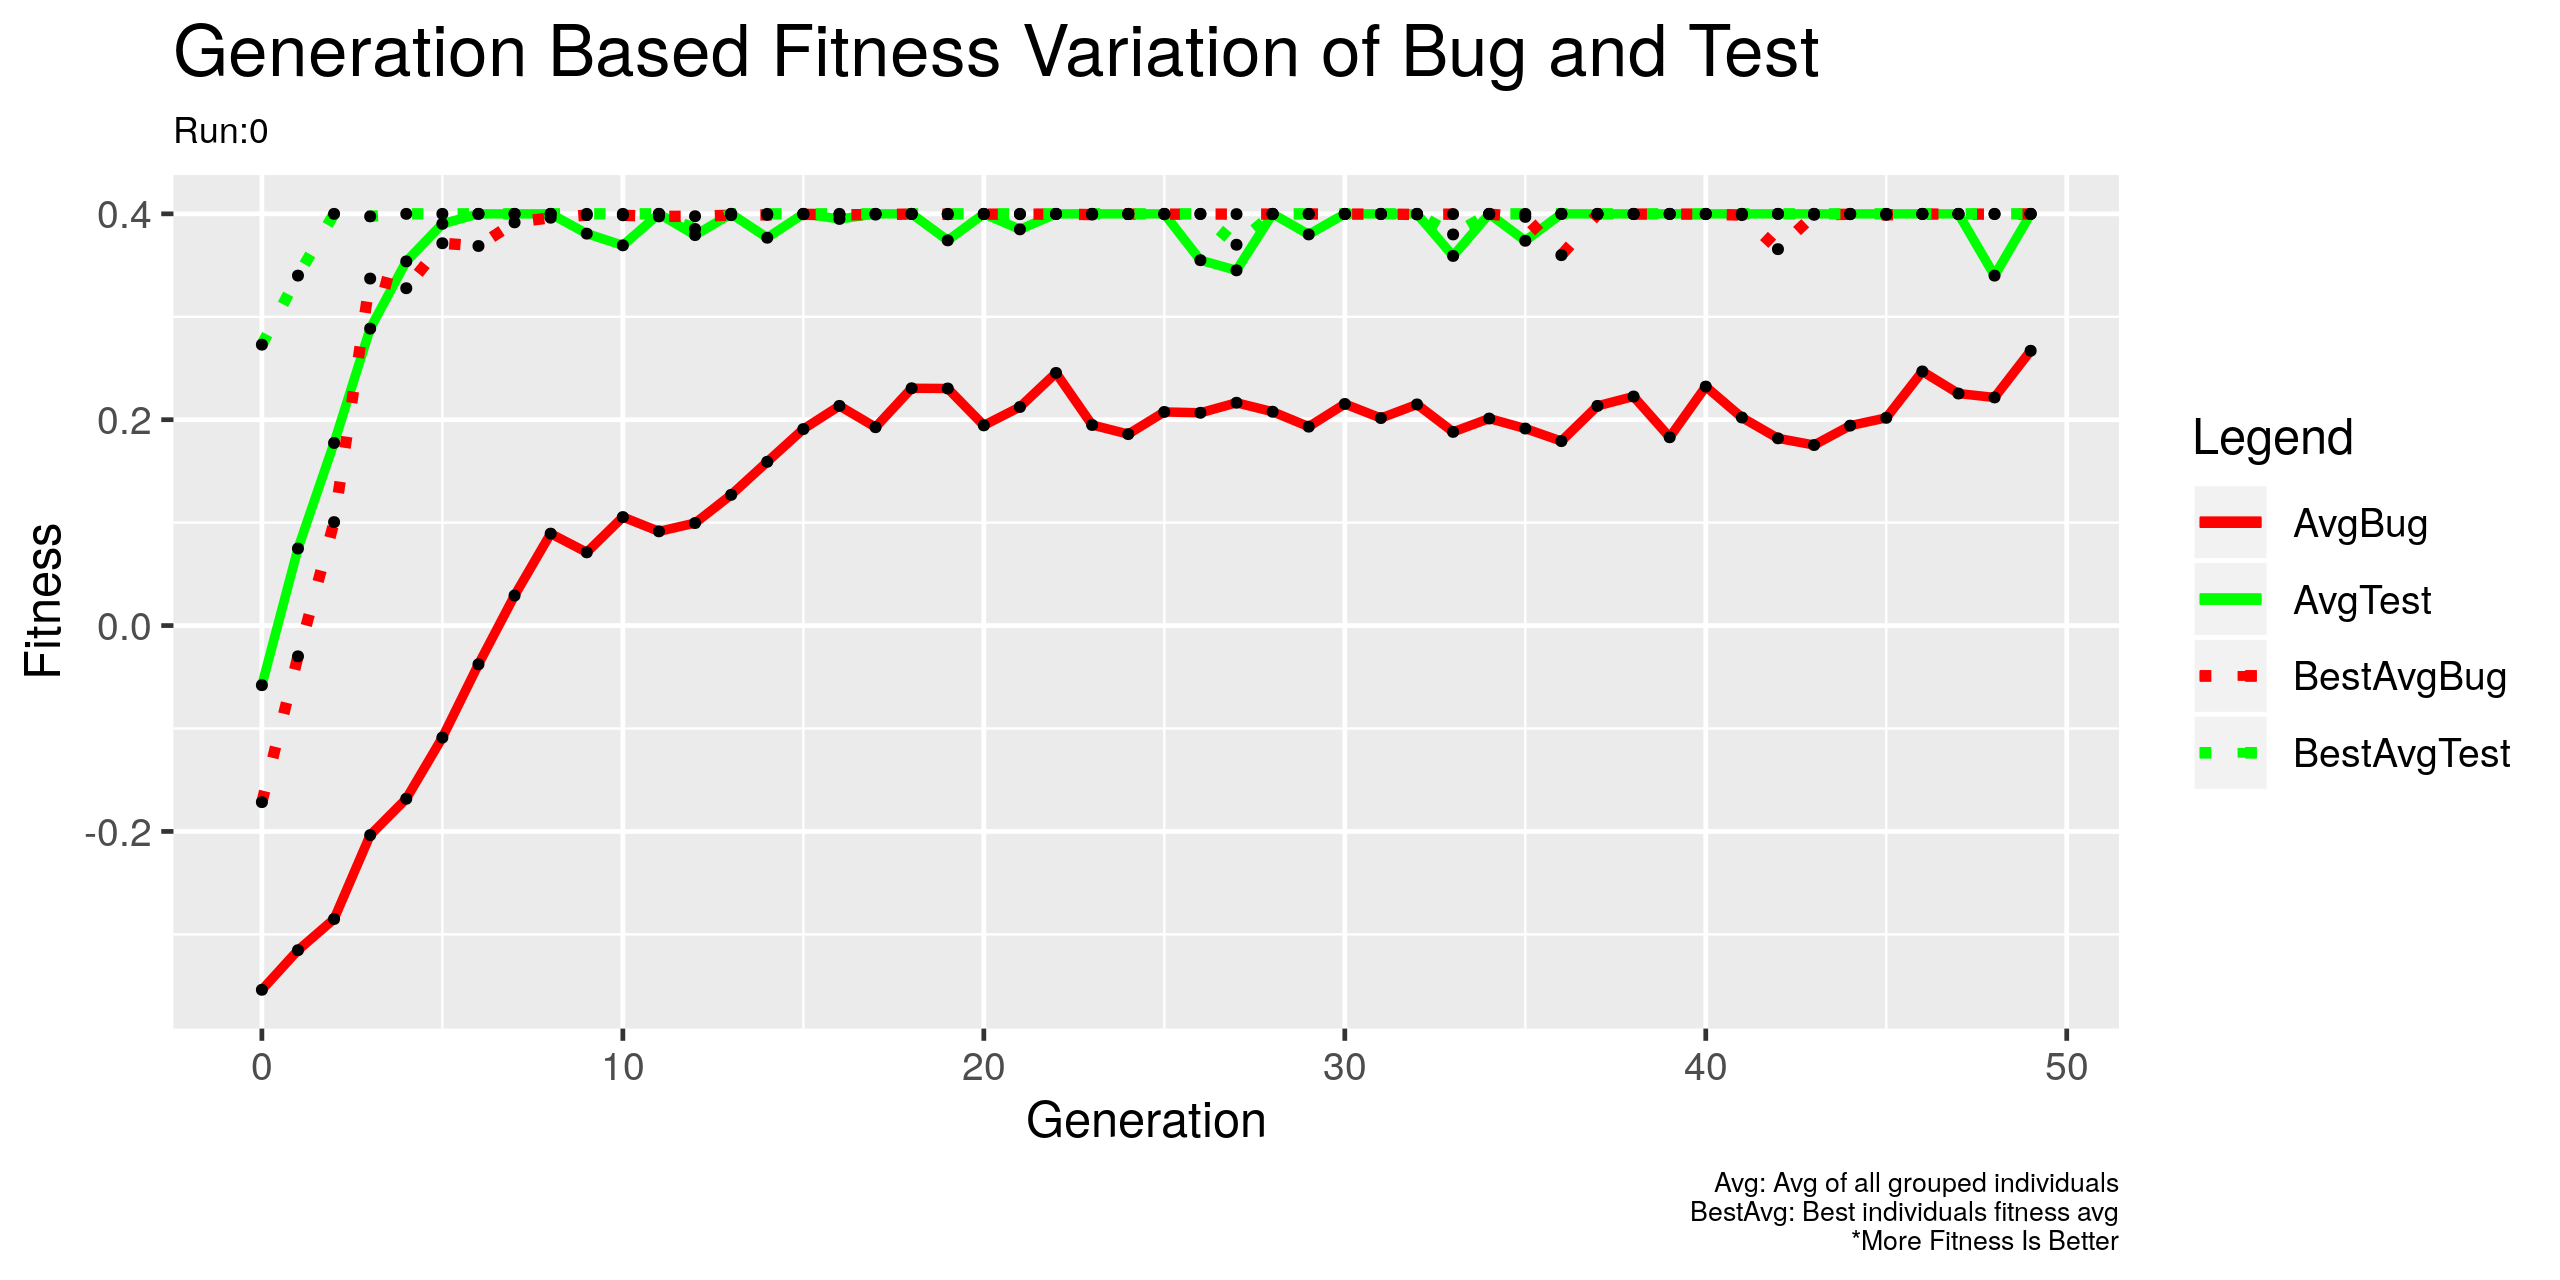 Generation Based Fitness Variation of Bug and Test
Run:0
0.4
0.2
0.0
-0.2
Fitness
0 10 20 30 40 50
Generation
Legend
AvgBug
AvgTest
BestAvgBug
BestAvgTest
Avg: Avg of all grouped individuals
BestAvg: Best individuals fitness avg
*More Fitness Is Better